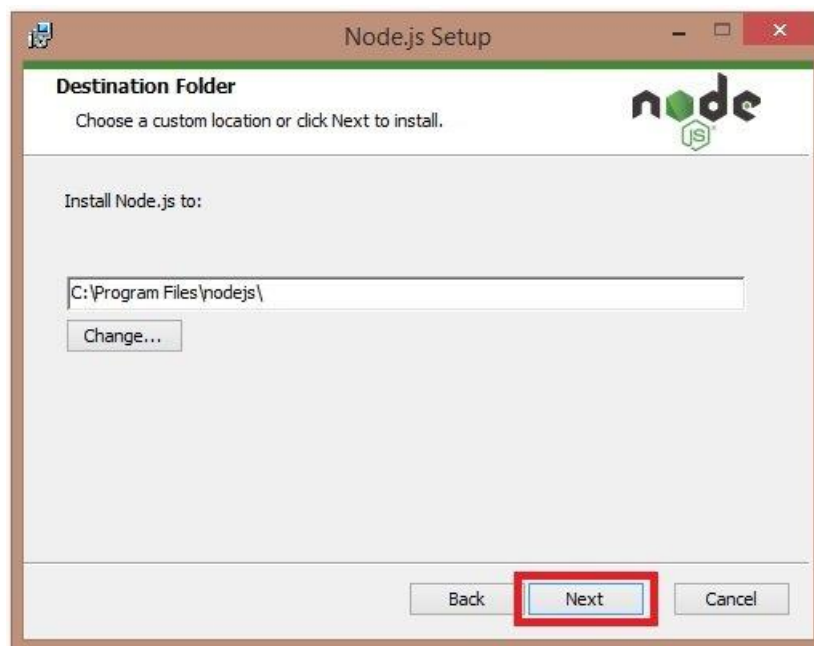 Node.js Setup
Destination Folder
Choose a custom location or click Next to install.
node
JS
Install Node.js to:
C:\Program Files\nodejs\
Change...
Back Next Cancel